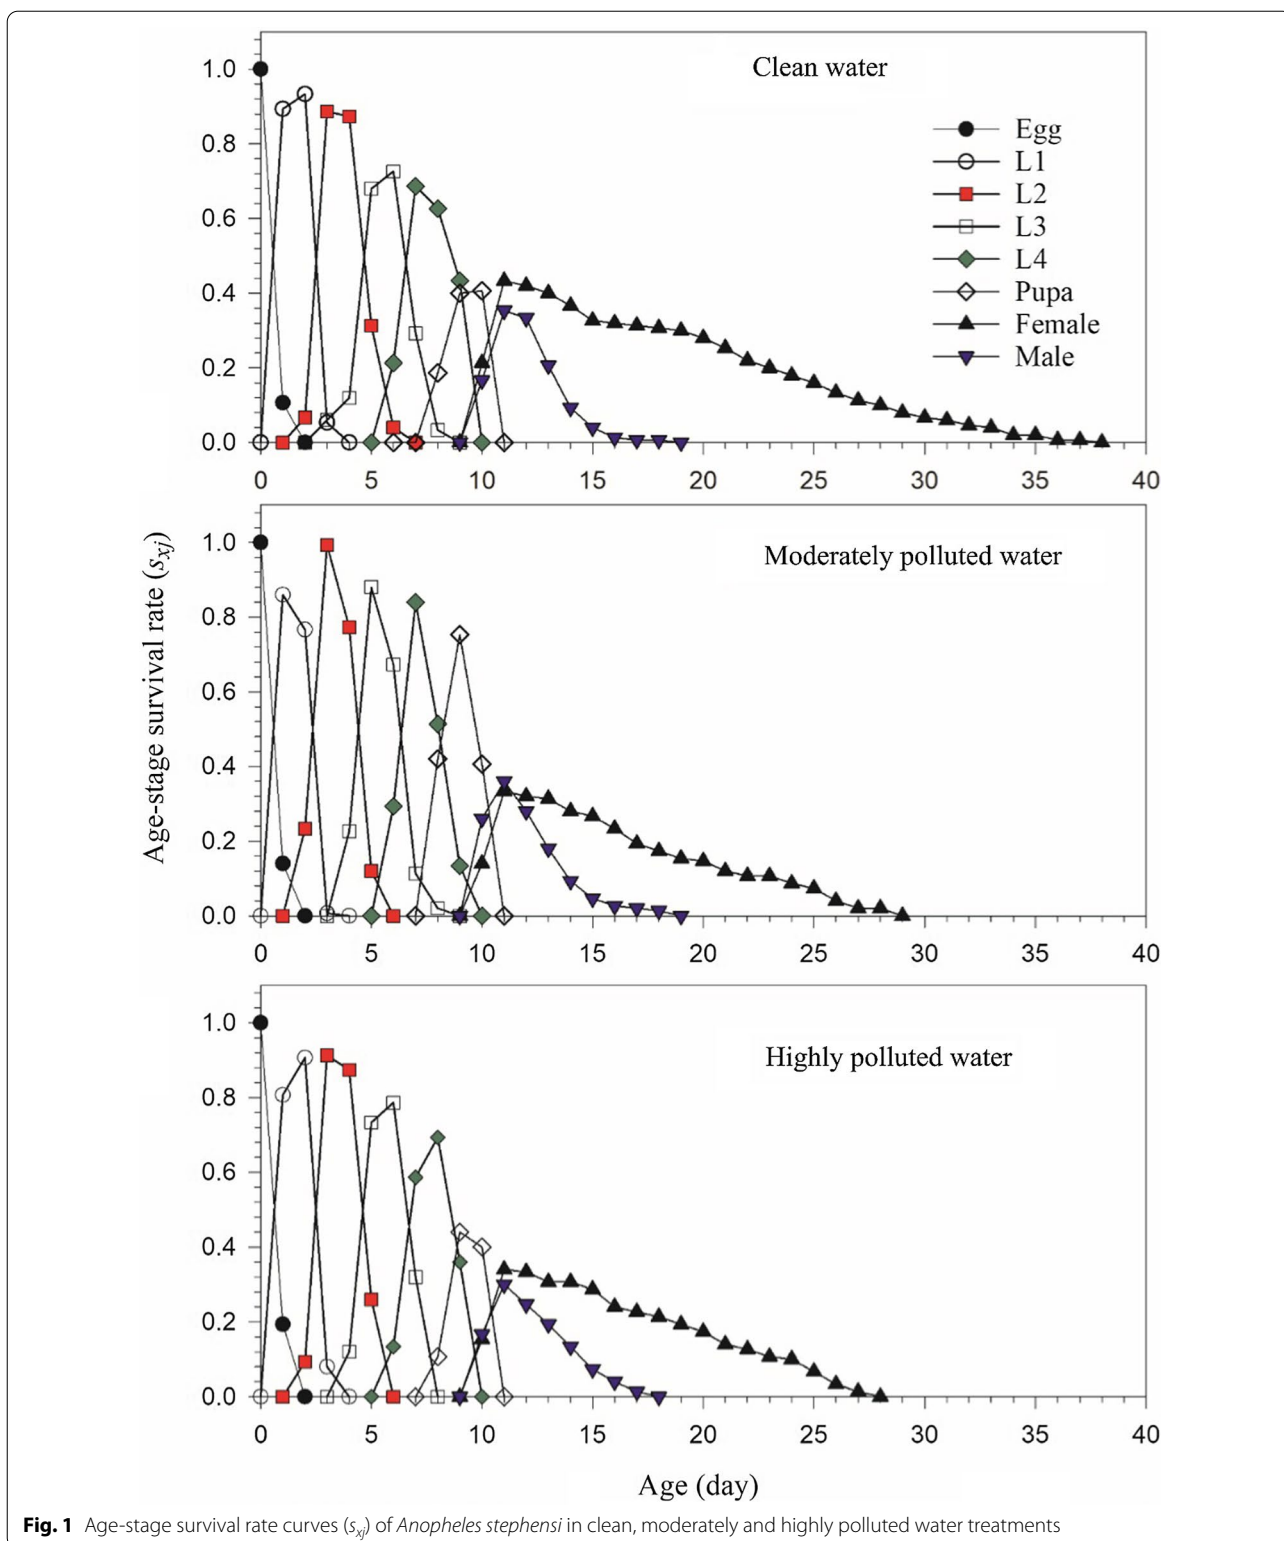 Clean water
1.0
0.8
0.6
0.4
0.2
0.0
Egg
L1
L2
L3
L4
Pupa
Female
Male
0 5 10 15 20 25 30 35 40
Age-stage survival rate (sxj)
Moderately polluted water
1.0
0.8
0.6
0.4
0.2
0.0
0 5 10 15 20 25 30 35 40
Highly polluted water
1.0
0.8
0.6
0.4
0.2
0.0
0 5 10 15 20 25 30 35 40
Age (day)
Fig. 1 Age-stage survival rate curves (sxj) of Anopheles stephensi in clean, moderately and highly polluted water treatments